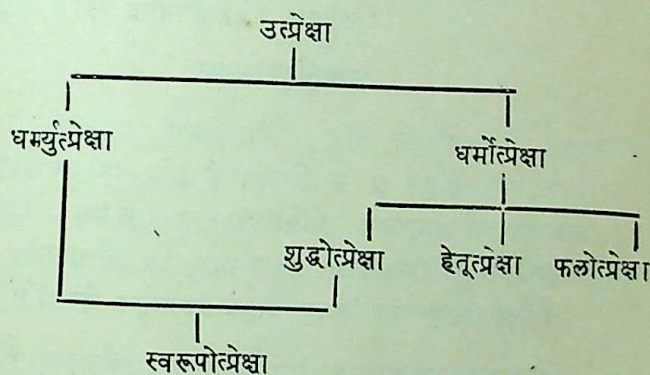 उत्प्रेक्षा
धर्म्युत्प्रेक्षा धर्मोत्प्रेक्षा
शुद्धोत्प्रेक्षा हेतूत्प्रेक्षा फलोत्प्रेक्षा
स्वरूपोत्प्रेक्षा